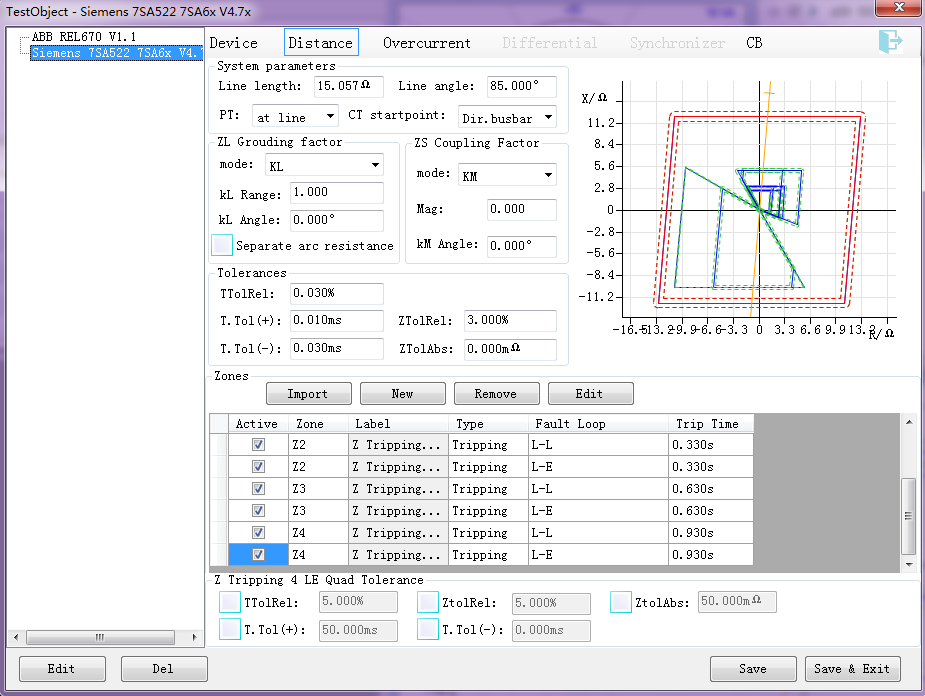 TestObject - Siemens 7SA522 7SA6x V4.7x
ABB REL670 V1.1
Siemens 7SA522 7SA6x V4.
Device Distance Overcurrent Differential Synchronizer CB
System parameters
Line length: 15.057Ω Line angle: 85.000°
PT: at line CT startpoint: Dir.busbar
ZL Grouding factor
mode: KL
kL Range: 1.000
kL Angle: 0.000°
Separate arc resistance
ZS Coupling Factor
mode: KM
Mag: 0.000
kM Angle: 0.000°
Tolerances
TTolRel: 0.030%
T.Tol(+): 0.010ms ZTolRel: 3.000%
T.Tol(-): 0.030ms ZTolAbs: 0.000mΩ
X/Ω
11.2
8.4
5.6
2.8
0
-2.8
-5.6
-8.4
-11.2
-16.5 -13.2 -9.9 -6.6 -3.3 0 3.3 6.6 9.9 13.2
R/Ω
Zones
Import New Remove Edit
Active Zone Label Type Fault Loop Trip Time
Z2 Z Tripping... Tripping L-L 0.330s
Z2 Z Tripping... Tripping L-E 0.330s
Z3 Z Tripping... Tripping L-L 0.630s
Z3 Z Tripping... Tripping L-E 0.630s
Z4 Z Tripping... Tripping L-L 0.930s
Z4 Z Tripping... Tripping L-E 0.930s
Z Tripping 4 LE Quad Tolerance
TTolRel: 5.000% ZtolRel: 5.000% ZtolAbs: 50.000mΩ
T.Tol(+): 50.000ms T.Tol(-): 0.000ms
Edit Del Save Save & Exit